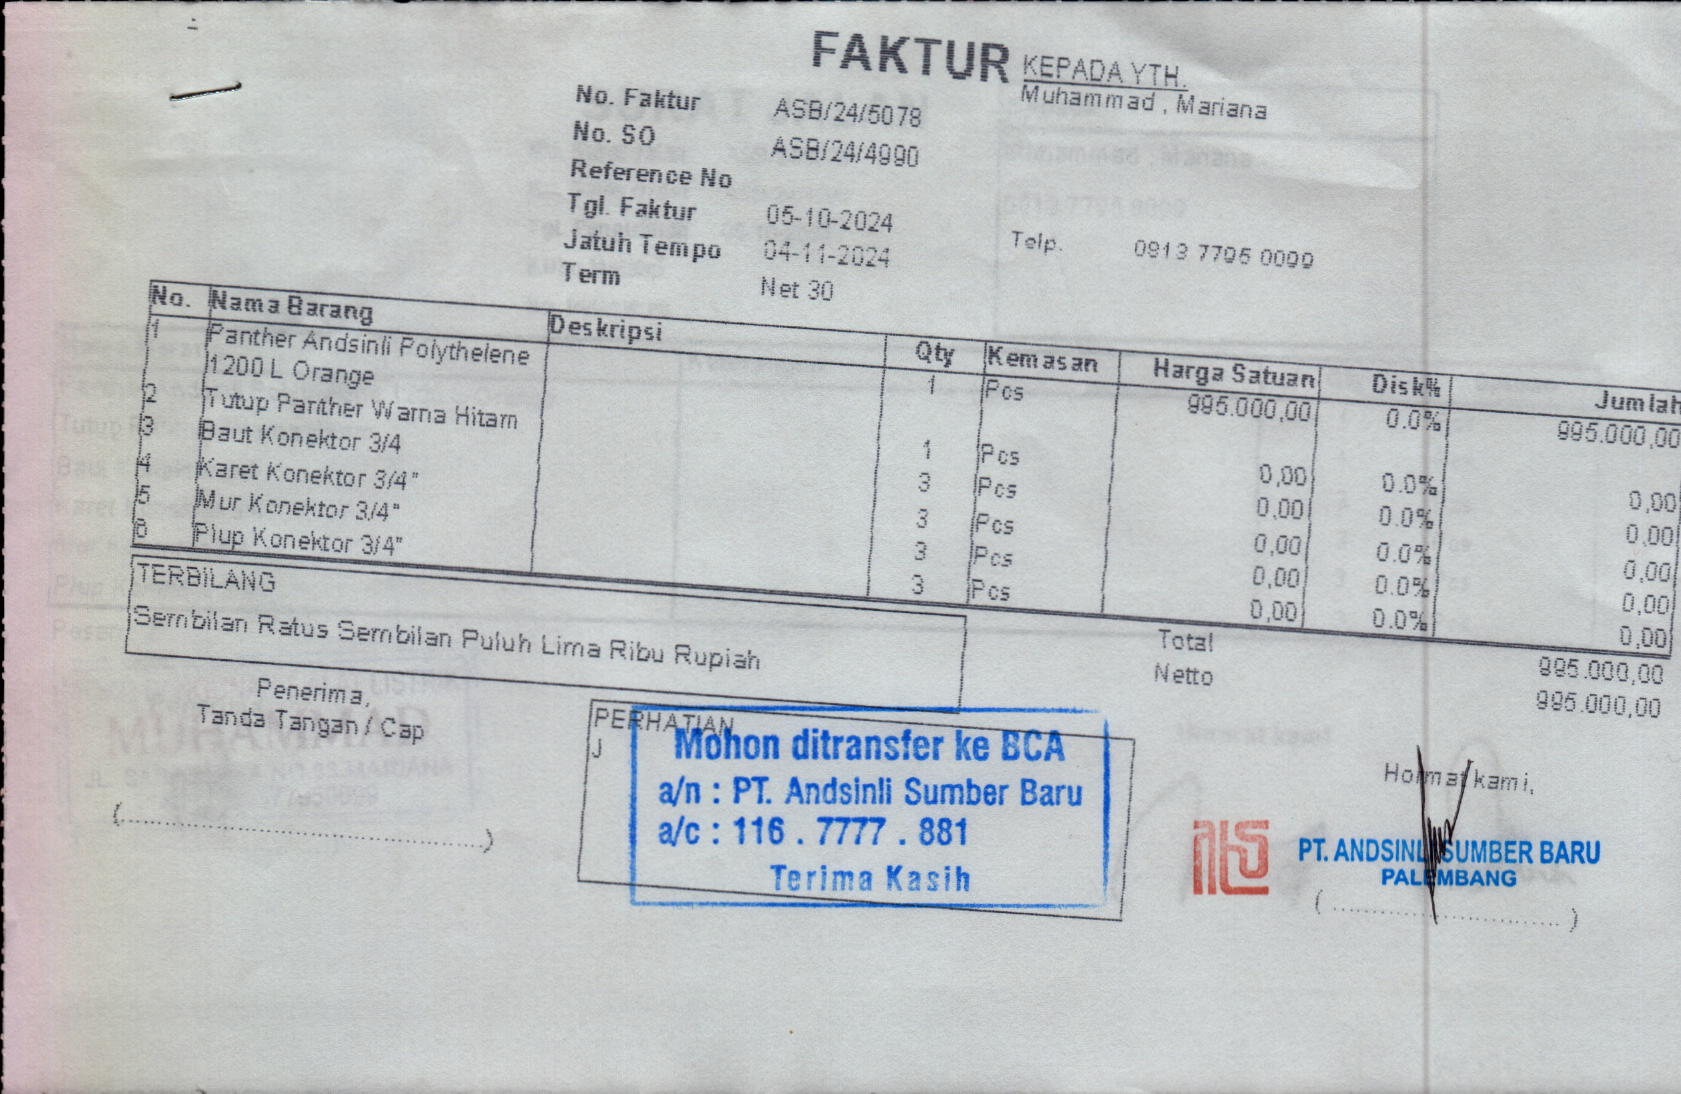 FAKTUR
KEPADA YTH.
Muhammad , Mariana
No. Faktur ASB/24/5078
No. SO ASB/24/4990
Reference No
Tgl. Faktur 05-10-2024
Jatuh Tempo 04-11-2024
Term Net 30
Telp. 0813 7795 0099
No. Nama Barang Deskripsi Qty Kemasan Harga Satuan Disk% Jumlah
1 Panther Andsinli Polythelene 1 Pcs 995.000,00 0.0% 995.000,00
1200 L Orange
2 Tutup Panther Warna Hitam 1 Pcs 0,00 0.0% 0,00
3 Baut Konektor 3/4 3 Pcs 0,00 0.0% 0,00
4 Karet Konektor 3/4" 3 Pcs 0,00 0.0% 0,00
5 Mur Konektor 3/4" 3 Pcs 0,00 0.0% 0,00
6 Plup Konektor 3/4" 3 Pcs 0,00 0.0% 0,00
TERBILANG
Sembilan Ratus Sembilan Puluh Lima Ribu Rupiah
Total 995.000,00
Netto 995.000,00
Penerima,
Tanda Tangan / Cap
(........................................................)
PERHATIAN
J
Mohon ditransfer ke BCA
a/n : PT. Andsinli Sumber Baru
a/c : 116 . 7777 . 881
Terima Kasih
Hormat kami,
PT. ANDSINLI SUMBER BARU
PALEMBANG
( ................................... )